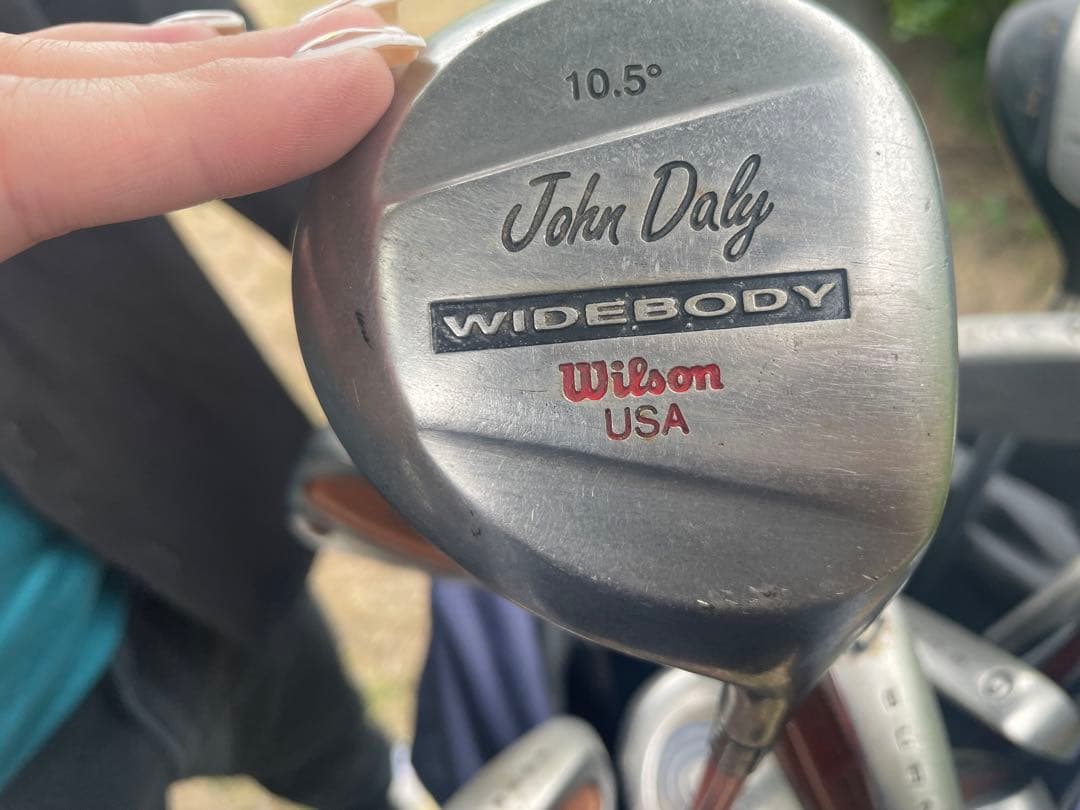 10.5°
John Daly
WIDEBODY
Wilson
USA